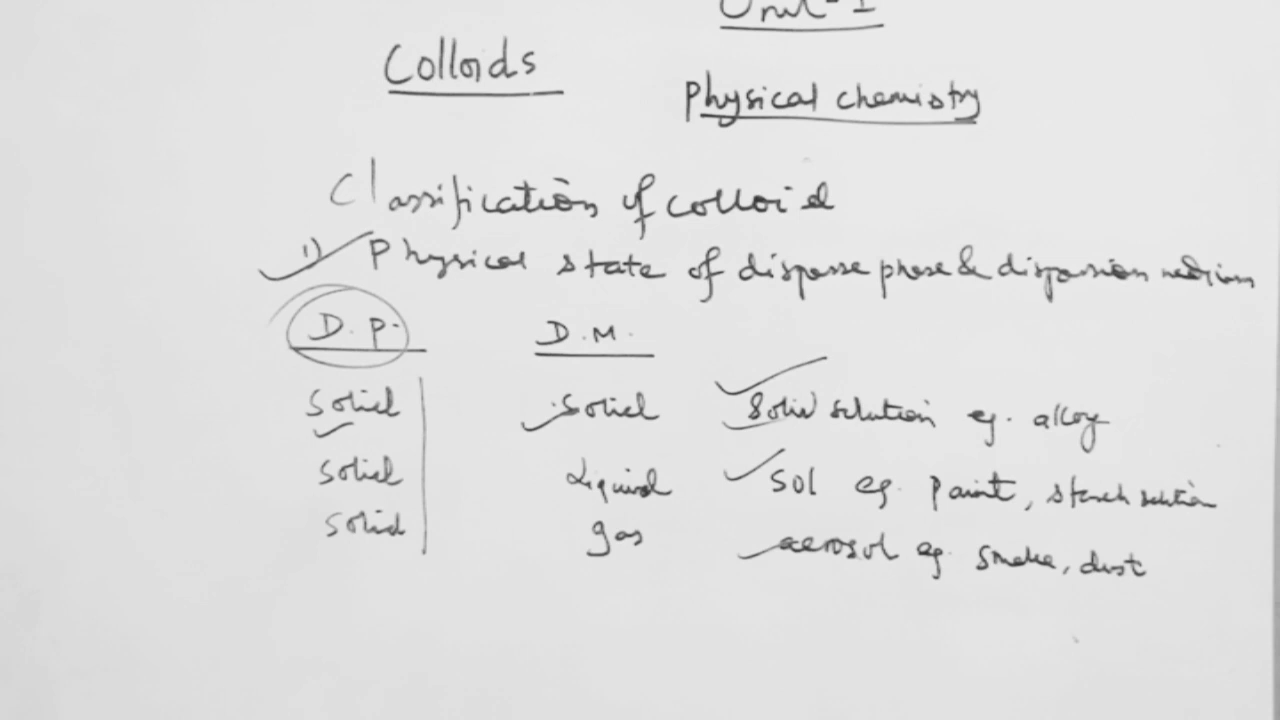 Unit-I
Colloids
Physical chemistry
Classification of colloid
1) Physical state of disperse phase & dispersion medium
D.P. D.M.
Solid Solid Solid solution eg. alloy
Solid Liquid Sol eg. paint, starch solution
Solid gas aerosol eg. smoke, dust